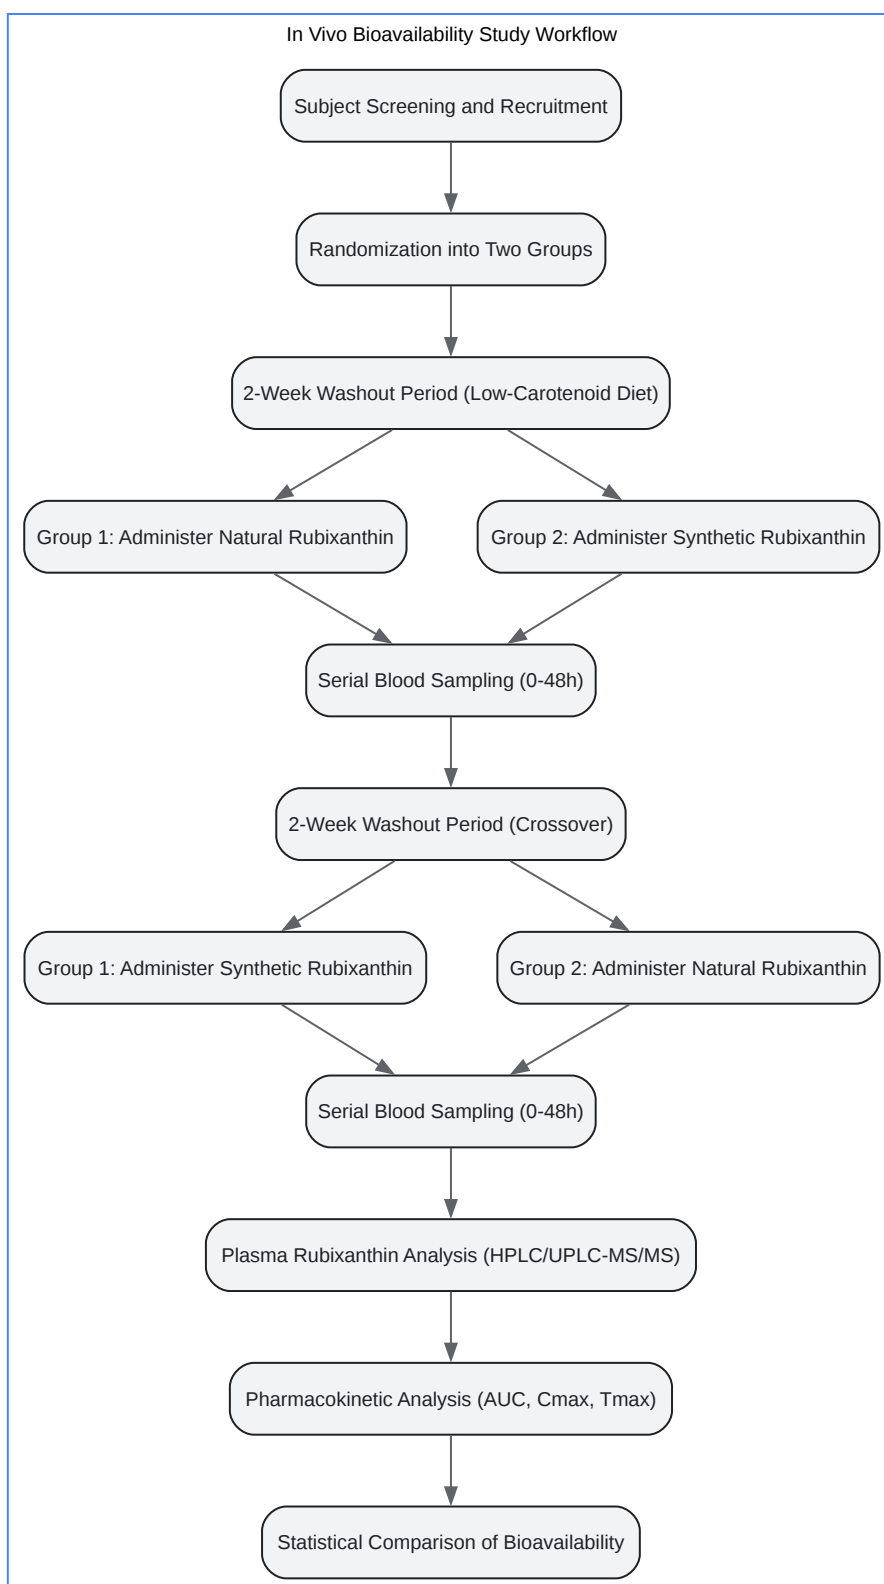 In Vivo Bioavailability Study Workflow
Subject Screening and Recruitment
Randomization into Two Groups
2-Week Washout Period (Low-Carotenoid Diet)
Group 1: Administer Natural Rubixanthin
Group 2: Administer Synthetic Rubixanthin
Serial Blood Sampling (0-48h)
2-Week Washout Period (Crossover)
Group 1: Administer Synthetic Rubixanthin
Group 2: Administer Natural Rubixanthin
Serial Blood Sampling (0-48h)
Plasma Rubixanthin Analysis (HPLC/UPLC-MS/MS)
Pharmacokinetic Analysis (AUC, Cmax, Tmax)
Statistical Comparison of Bioavailability